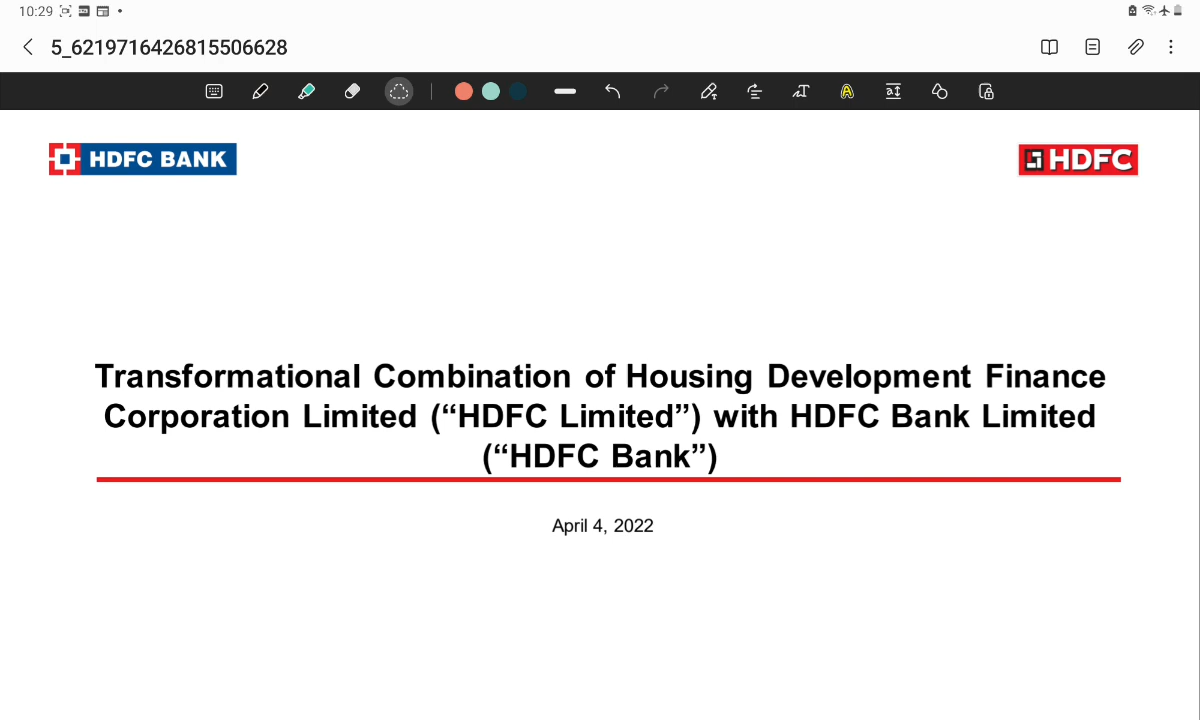 10:29
5_6219716426815506628
HDFC BANK
HDFC
Transformational Combination of Housing Development Finance
Corporation Limited (“HDFC Limited”) with HDFC Bank Limited
(“HDFC Bank”)
April 4, 2022